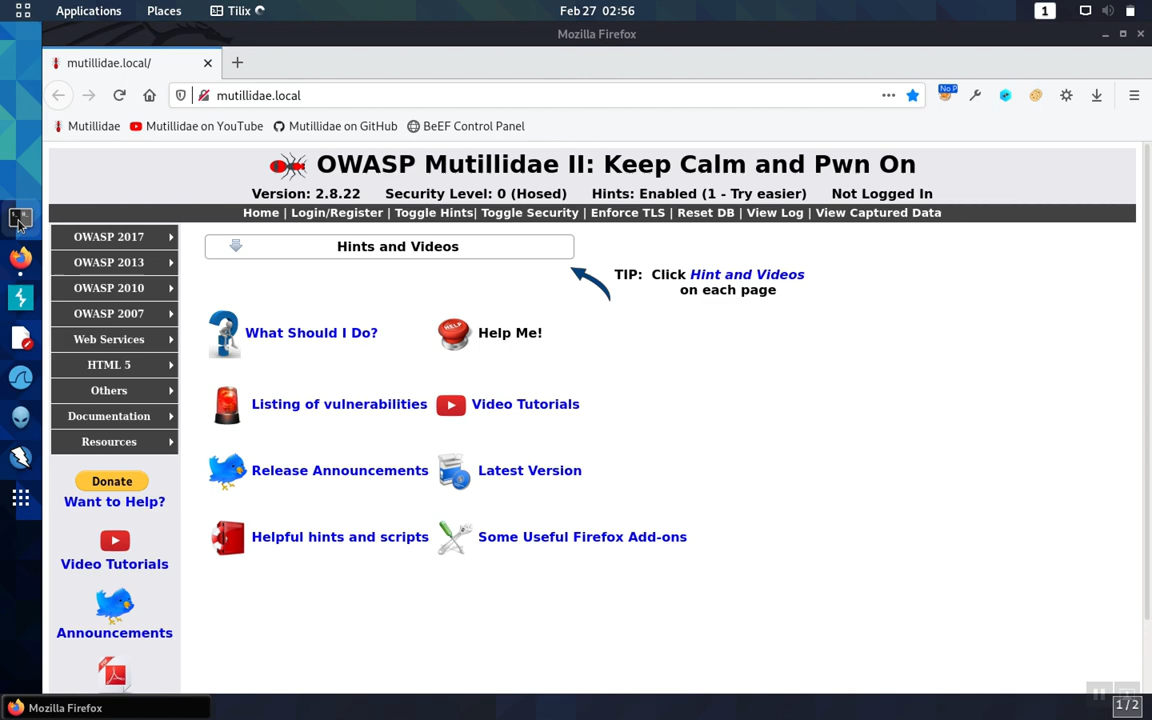 Applications Places Tilix Feb 27 02:56 1
Mozilla Firefox
mutillidae.local/
mutillidae.local No P
Mutillidae Mutillidae on YouTube Mutillidae on GitHub BeEF Control Panel
OWASP Mutillidae II: Keep Calm and Pwn On
Version: 2.8.22 Security Level: 0 (Hosed) Hints: Enabled (1 - Try easier) Not Logged In
Home | Login/Register | Toggle Hints| Toggle Security | Enforce TLS | Reset DB | View Log | View Captured Data
OWASP 2017
OWASP 2013
OWASP 2010
OWASP 2007
Web Services
HTML 5
Others
Documentation
Resources
Donate
Want to Help?
Video Tutorials
Announcements
Hints and Videos
TIP: Click Hint and Videos
on each page
What Should I Do? HELP Help Me!
Listing of vulnerabilities Video Tutorials
Release Announcements Latest Version
Helpful hints and scripts Some Useful Firefox Add-ons
Mozilla Firefox
1 / 2